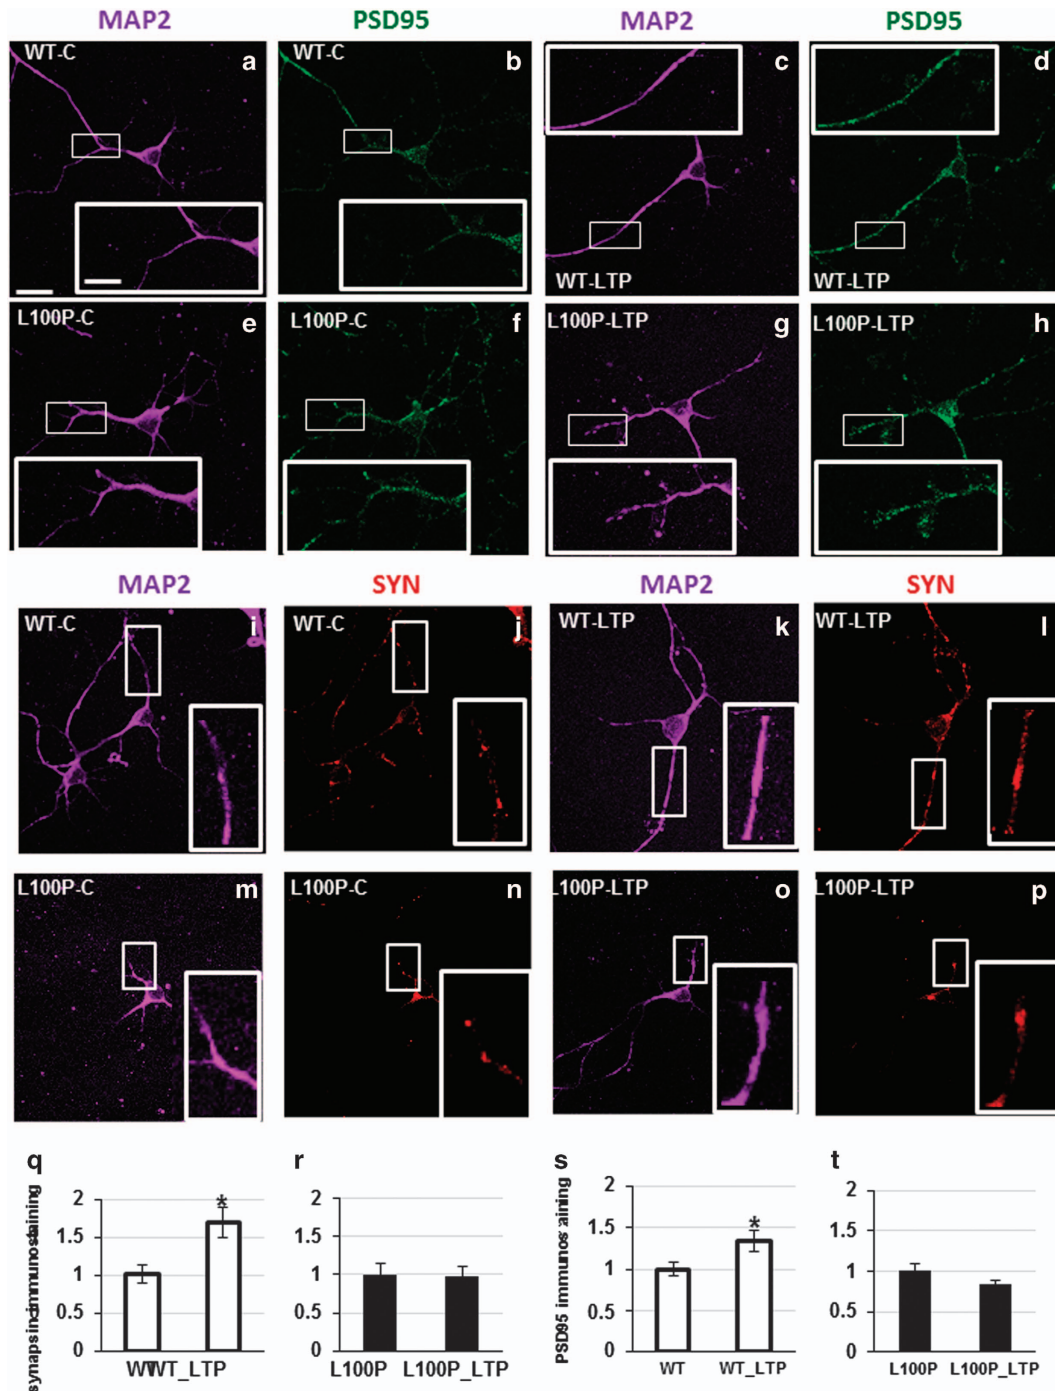 MAP2 PSD95 MAP2 PSD95
WT-C a b c d
WT-LTP WT-LTP
L100P-C e L100P-C f L100P-LTP g L100P-LTP h
MAP2 SYN MAP2 SYN
WT-C i WT-C j WT-LTP k WT-LTP l
L100P-C m L100P-C n L100P-LTP o L100P-LTP p
q r s t
synapsin immunostaining
2
1.5
1
0.5
0
*
WT WT_LTP
2
1.5
1
0.5
0
L100P L100P_LTP
PSD95
2
1.5
1
0.5
0
*
WT WT_LTP
2
1.5
1
0.5
0
L100P L100P_LTP